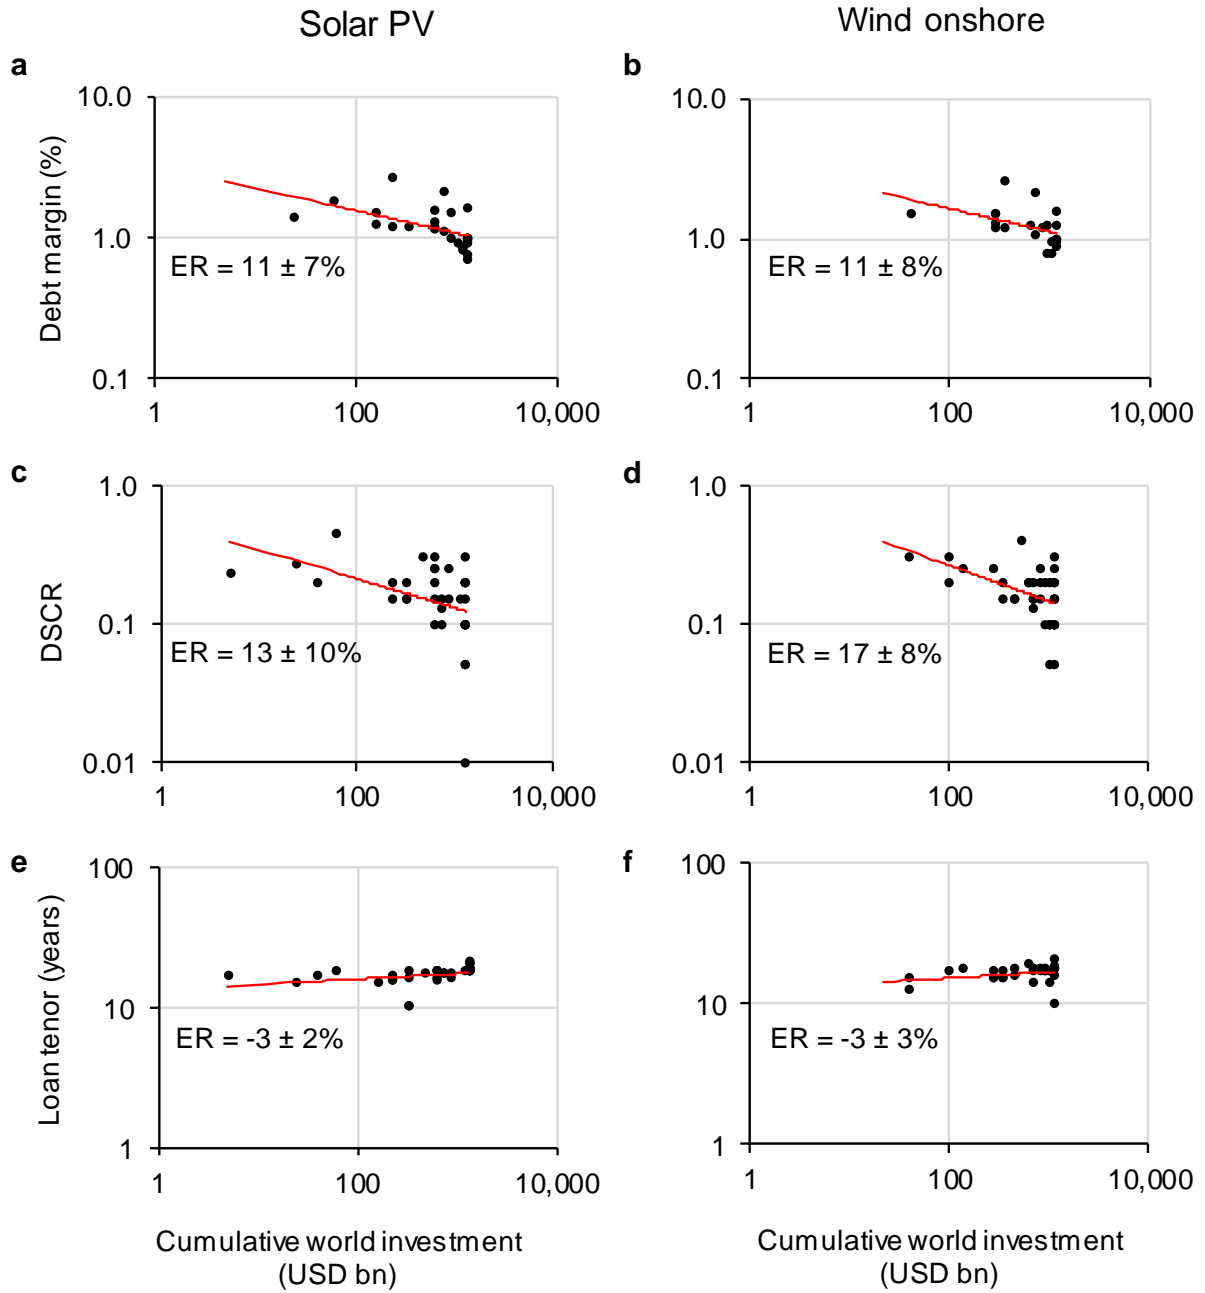 Solar PV
Wind onshore
a
b
Debt margin (%)
10.0
1.0
0.1
ER = 11 ± 7%
1
100
10,000
10.0
1.0
0.1
ER = 11 ± 8%
1
100
10,000
c
d
DSCR
1.0
0.1
0.01
ER = 13 ± 10%
1
100
10,000
1.0
0.1
0.01
ER = 17 ± 8%
1
100
10,000
e
f
Loan tenor (years)
100
10
1
ER = -3 ± 2%
1
100
10,000
Cumulative world investment
(USD bn)
100
10
1
ER = -3 ± 3%
1
100
10,000
Cumulative world investment
(USD bn)